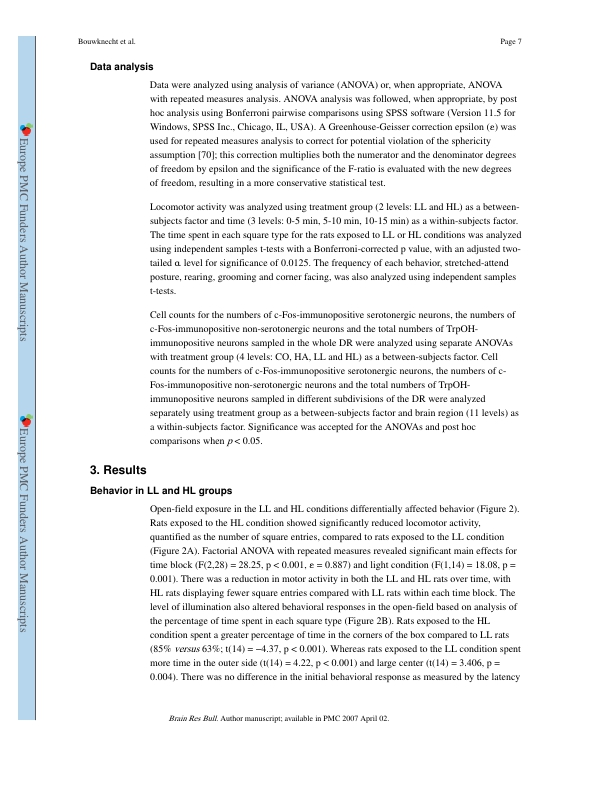 Bouwknecht et al.
Page 7
Europe PMC Funders Author Manuscripts
Europe PMC Funders Author Manuscripts
Data analysis
Data were analyzed using analysis of variance (ANOVA) or, when appropriate, ANOVA
with repeated measures analysis. ANOVA analysis was followed, when appropriate, by post
hoc analysis using Bonferroni pairwise comparisons using SPSS software (Version 11.5 for
Windows, SPSS Inc., Chicago, IL, USA). A Greenhouse-Geisser correction epsilon (ε) was
used for repeated measures analysis to correct for potential violation of the sphericity
assumption [70]; this correction multiplies both the numerator and the denominator degrees
of freedom by epsilon and the significance of the F-ratio is evaluated with the new degrees
of freedom, resulting in a more conservative statistical test.
Locomotor activity was analyzed using treatment group (2 levels: LL and HL) as a between-
subjects factor and time (3 levels: 0-5 min, 5-10 min, 10-15 min) as a within-subjects factor.
The time spent in each square type for the rats exposed to LL or HL conditions was analyzed
using independent samples t-tests with a Bonferroni-corrected p value, with an adjusted two-
tailed α level for significance of 0.0125. The frequency of each behavior, stretched-attend
posture, rearing, grooming and corner facing, was also analyzed using independent samples
t-tests.
Cell counts for the numbers of c-Fos-immunopositive serotonergic neurons, the numbers of
c-Fos-immunopositive non-serotonergic neurons and the total numbers of TrpOH-
immunopositive neurons sampled in the whole DR were analyzed using separate ANOVAs
with treatment group (4 levels: CO, HA, LL and HL) as a between-subjects factor. Cell
counts for the numbers of c-Fos-immunopositive serotonergic neurons, the numbers of c-
Fos-immunopositive non-serotonergic neurons and the total numbers of TrpOH-
immunopositive neurons sampled in different subdivisions of the DR were analyzed
separately using treatment group as a between-subjects factor and brain region (11 levels) as
a within-subjects factor. Significance was accepted for the ANOVAs and post hoc
comparisons when p < 0.05.
3. Results
Behavior in LL and HL groups
Open-field exposure in the LL and HL conditions differentially affected behavior (Figure 2).
Rats exposed to the HL condition showed significantly reduced locomotor activity,
quantified as the number of square entries, compared to rats exposed to the LL condition
(Figure 2A). Factorial ANOVA with repeated measures revealed significant main effects for
time block (F(2,28) = 28.25, p < 0.001, ε = 0.887) and light condition (F(1,14) = 18.08, p =
0.001). There was a reduction in motor activity in both the LL and HL rats over time, with
HL rats displaying fewer square entries compared with LL rats within each time block. The
level of illumination also altered behavioral responses in the open-field based on analysis of
the percentage of time spent in each square type (Figure 2B). Rats exposed to the HL
condition spent a greater percentage of time in the corners of the box compared to LL rats
(85% versus 63%; t(14) = −4.37, p < 0.001). Whereas rats exposed to the LL condition spent
more time in the outer side (t(14) = 4.22, p < 0.001) and large center (t(14) = 3.406, p =
0.004). There was no difference in the initial behavioral response as measured by the latency
Brain Res Bull. Author manuscript; available in PMC 2007 April 02.